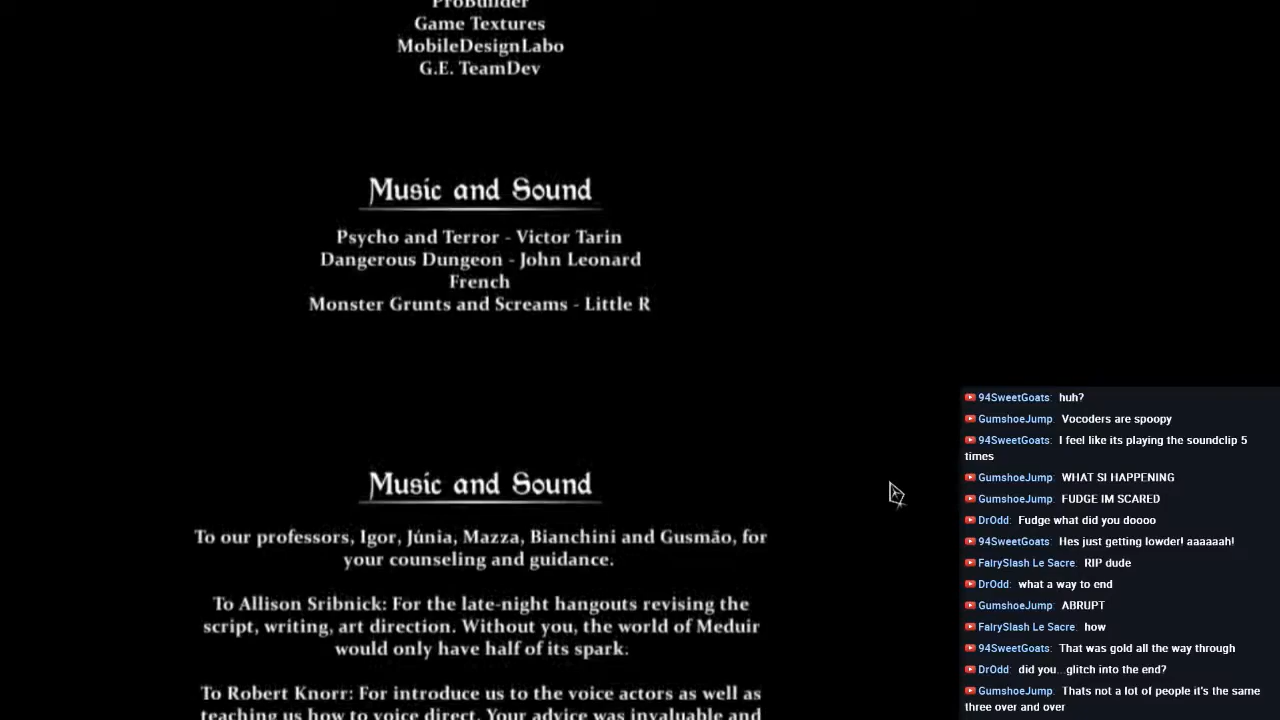 ProBuilder
Game Textures
MobileDesignLabo
G.E. TeamDev
Music and Sound
Psycho and Terror - Victor Tarin
Dangerous Dungeon - John Leonard
French
Monster Grunts and Screams - Little R
Music and Sound
To our professors, Igor, Júnia, Mazza, Bianchini and Gusmão, for
your counseling and guidance.
To Allison Sribnick: For the late-night hangouts revising the
script, writing, art direction. Without you, the world of Meduir
would only have half of its spark.
To Robert Knorr: For introduce us to the voice actors as well as
teaching us how to voice direct. Your advice was invaluable and
94SweetGoats: huh?
GumshoeJump: Vocoders are spoopy
94SweetGoats: I feel like its playing the soundclip 5
times
GumshoeJump: WHAT SI HAPPENING
GumshoeJump: FUDGE IM SCARED
DrOdd: Fudge what did you doooo
94SweetGoats: Hes just getting lowder! aaaaah!
FairySlash Le Sacre: RIP dude
DrOdd: what a way to end
GumshoeJump: ABRUPT
FairySlash Le Sacre: how
94SweetGoats: That was gold all the way through
DrOdd: did you...glitch into the end?
GumshoeJump: Thats not a lot of people it's the same
three over and over